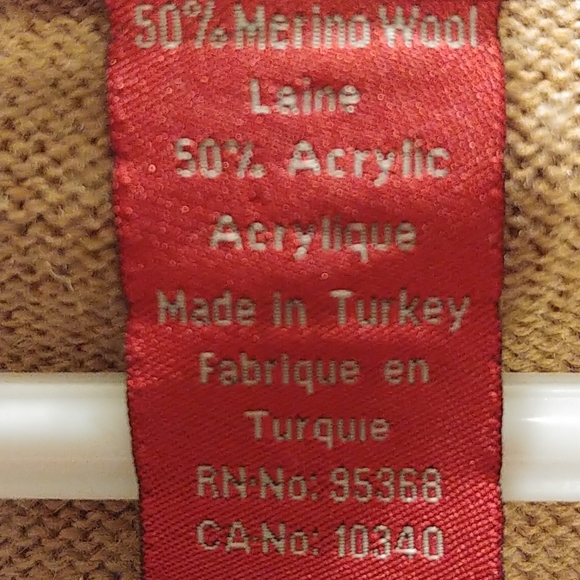 50% Merino Wool
Laine
50% Acrylic
Acrylique
Made in Turkey
Fabrique en
Turquie
RN-No: 95368
CA-No: 10340